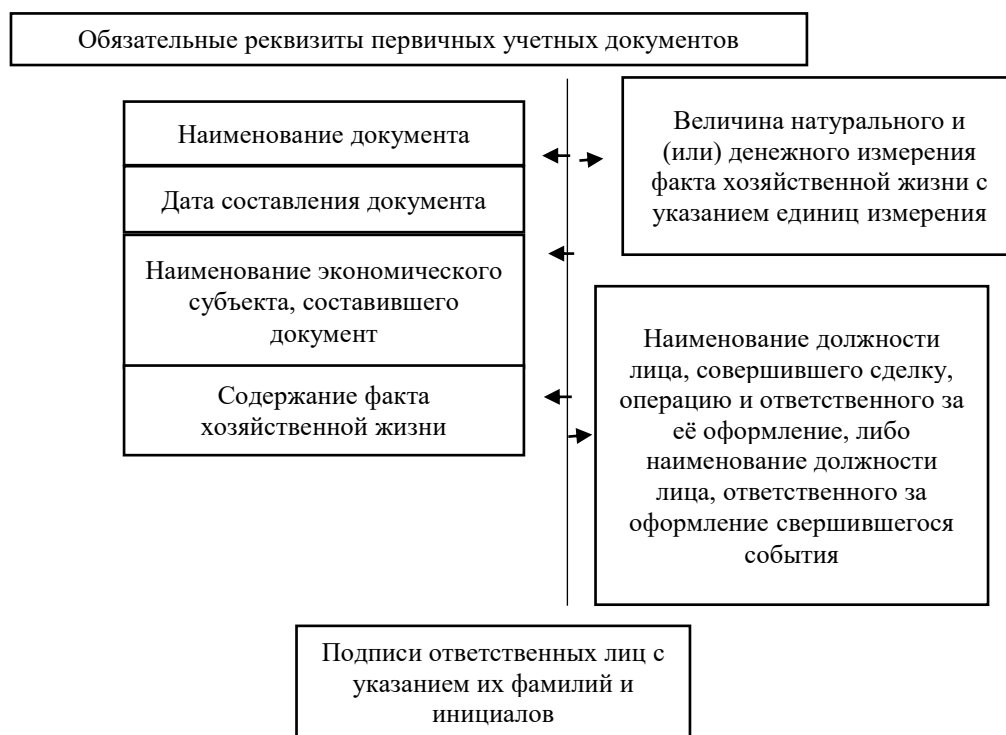 Обязательные реквизиты первичных учетных документов
Наименование документа
Дата составления документа
Наименование экономического
субъекта, составившего
документ
Содержание факта
хозяйственной жизни
Величина натурального и
(или) денежного измерения
факта хозяйственной жизни с
указанием единиц измерения
Наименование должности
лица, совершившего сделку,
операцию и ответственного за
её оформление, либо
наименование должности
лица, ответственного за
оформление свершившегося
события
Подписи ответственных лиц с
указанием их фамилий и
инициалов